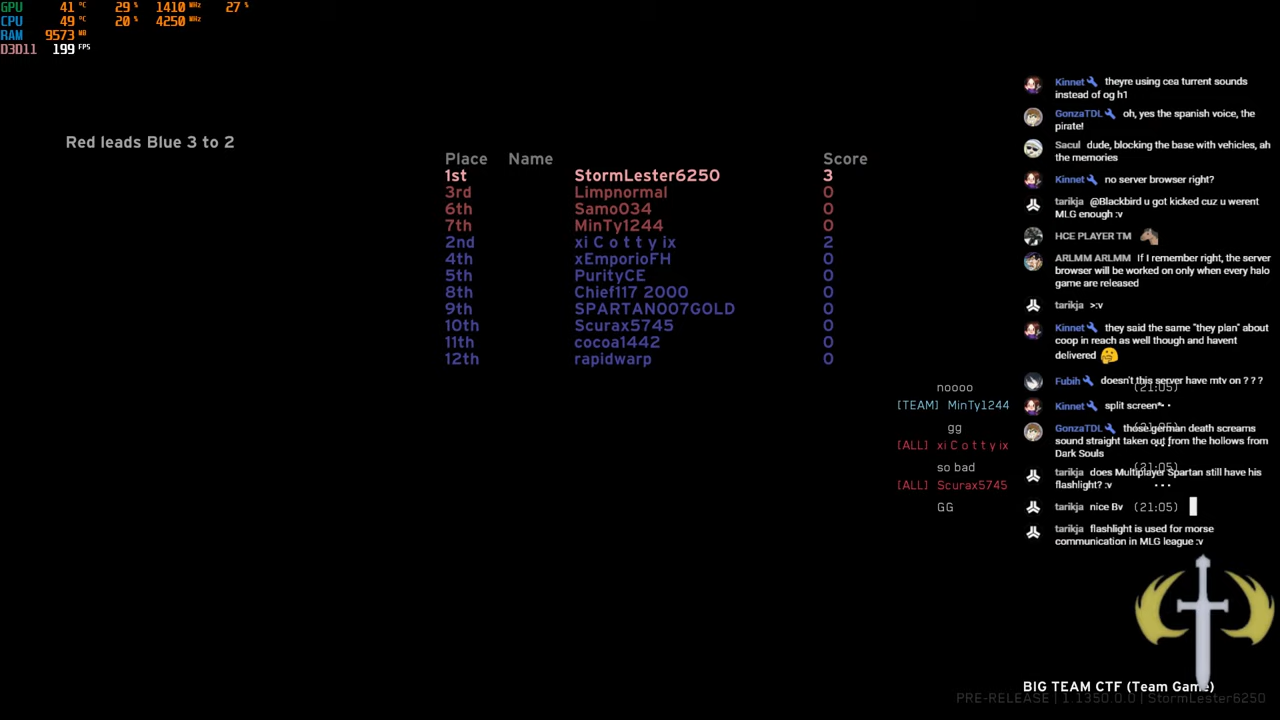 GPU 41 °C 29 % 1410 MHz 27 %
CPU 49 °C 20 % 4250 MHz
RAM 9573 MB
D3D11 199 FPS
Red leads Blue 3 to 2
Place Name Score
1st StormLester6250 3
3rd Limpnormal 0
6th Samo034 0
7th MinTy1244 0
2nd xi C o t t y ix 2
4th xEmporioFH 0
5th PurityCE 0
8th Chief117 2000 0
9th SPARTAN007GOLD 0
10th Scurax5745 0
11th cocoa1442 0
12th rapidwarp 0
noooo
[TEAM] MinTy1244 (21:05)
gg
[ALL] xi C o t t y ix (21:05)
so bad
[ALL] Scurax5745 (21:05)
GG
(21:05)
Kinnet theyre using cea turrent sounds
instead of og h1
GonzaTDL oh, yes the spanish voice, the
pirate!
Sacul dude, blocking the base with vehicles, ah
the memories
Kinnet no server browser right?
tarikja @Blackbird u got kicked cuz u werent
MLG enough :v
HCE PLAYER TM
ARLMM ARLMM If I remember right, the server
browser will be worked on only when every halo
game are released
tarikja >:v
Kinnet they said the same "they plan" about
coop in reach as well though and havent
delivered
Fubih doesn't this server have mtv on ? ? ?
Kinnet split screen*
GonzaTDL those german death screams
sound straight taken out from the hollows from
Dark Souls
tarikja does Multiplayer Spartan still have his
flashlight? :v
tarikja nice Bv
tarikja flashlight is used for morse
communication in MLG league :v
BIG TEAM CTF (Team Game)
PRE-RELEASE | 1.1350.0.0 | StormLester6250